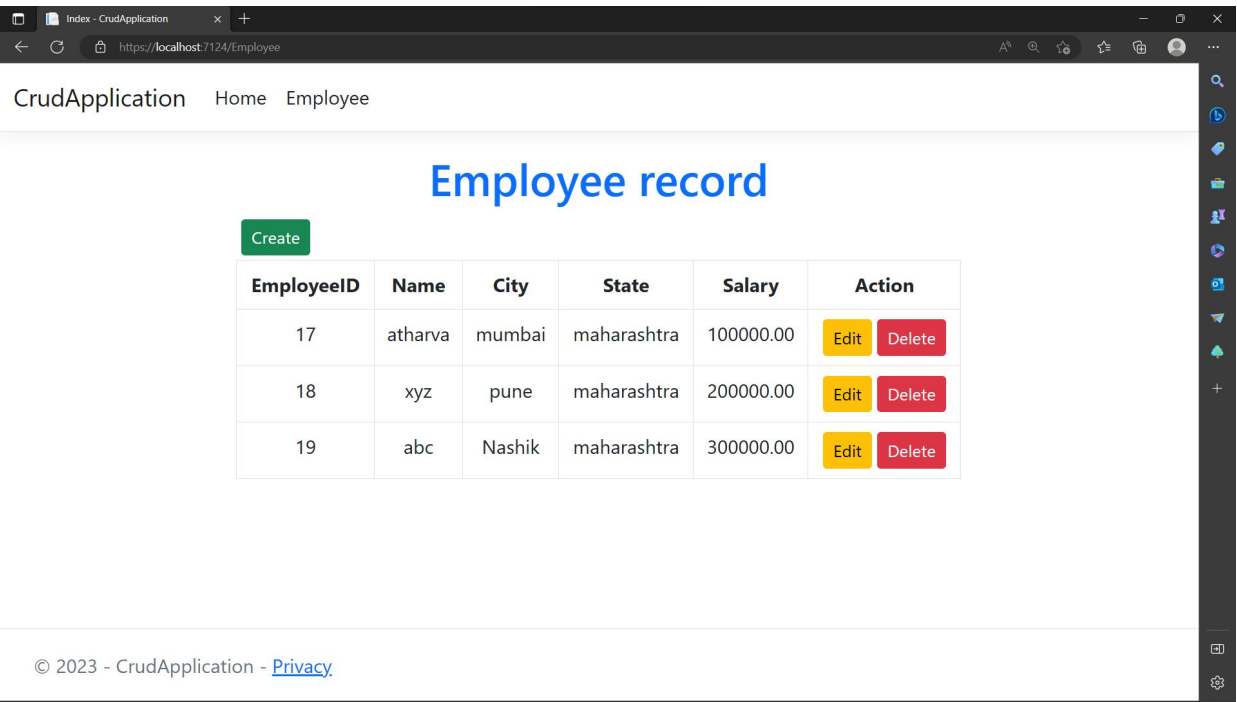 Index - CrudApplication
https://localhost:7124/Employee
CrudApplication Home Employee
Employee record
Create
EmployeeID Name City State Salary Action
17 atharva mumbai maharashtra 100000.00 Edit Delete
18 xyz pune maharashtra 200000.00 Edit Delete
19 abc Nashik maharashtra 300000.00 Edit Delete
© 2023 - CrudApplication - Privacy